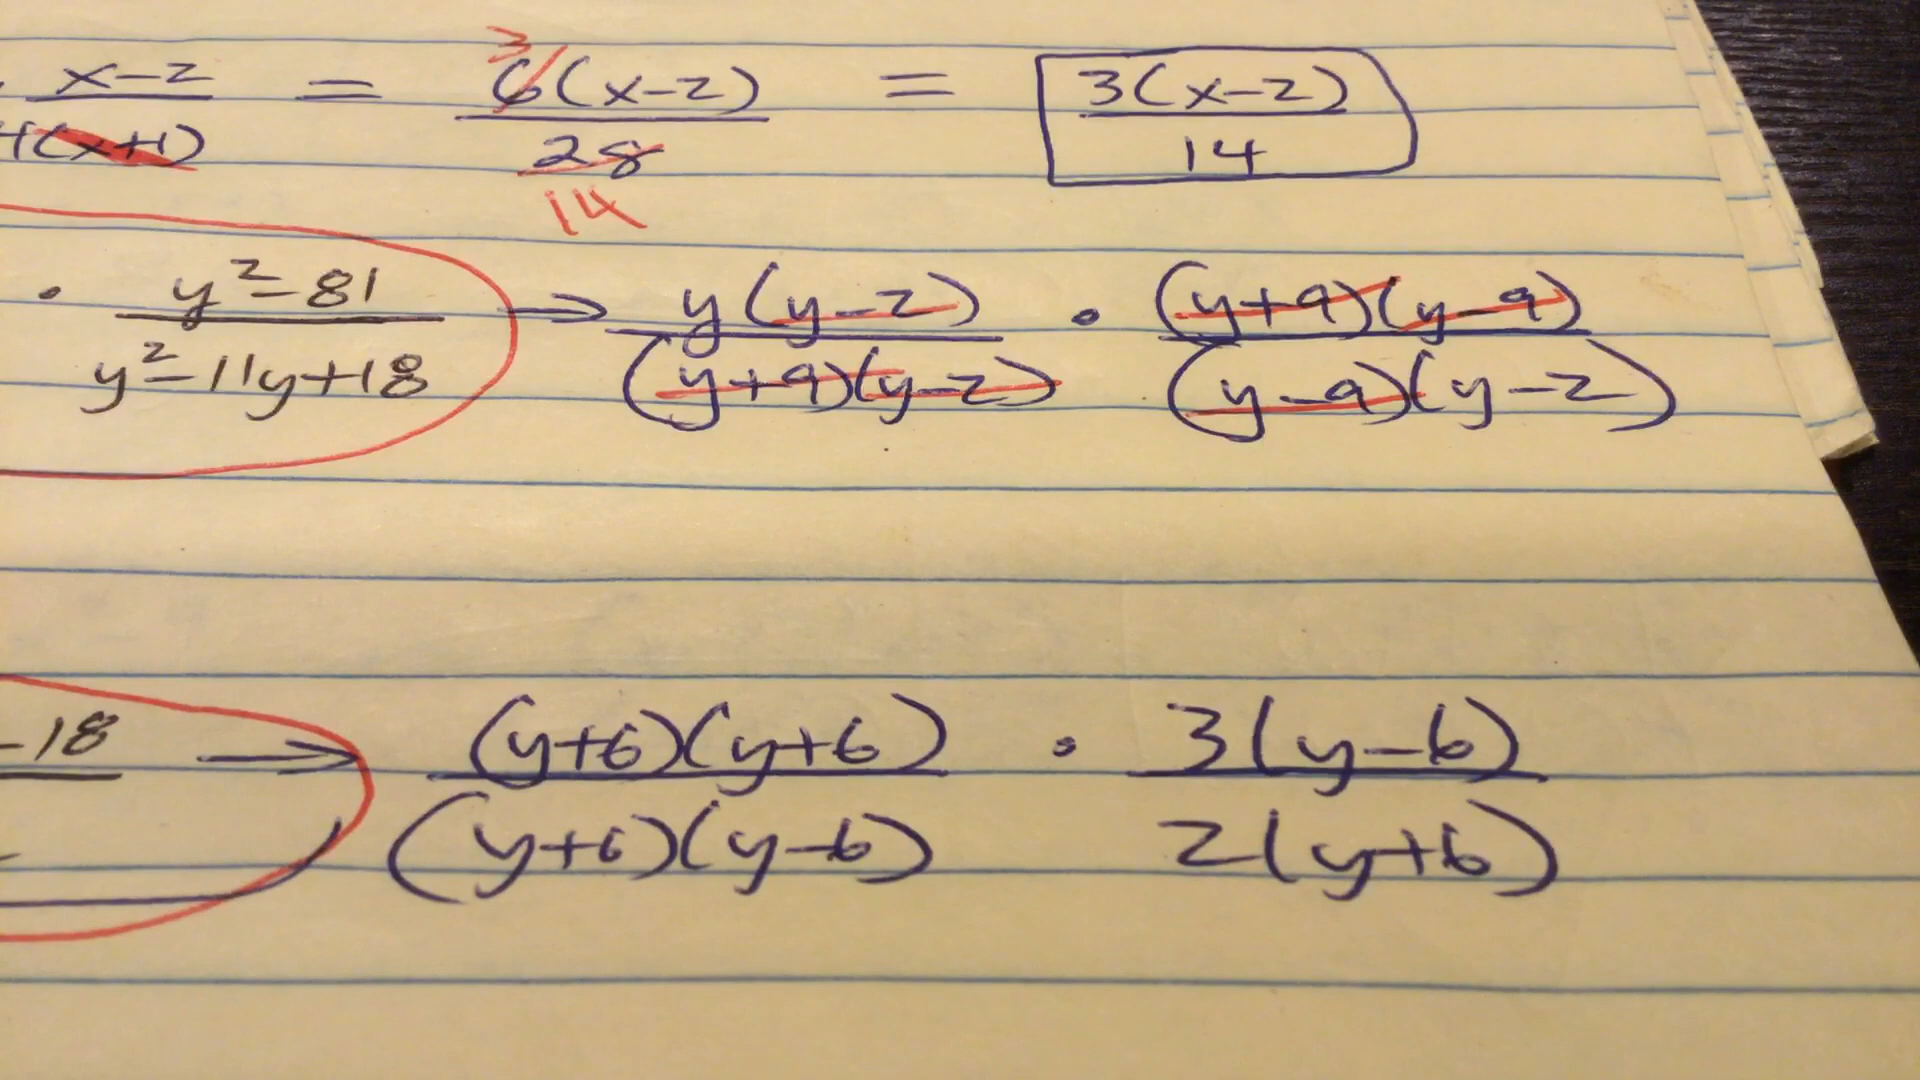 x-2 = 6(x-2) = 3(x-2)
3
4(x+1) 28 14
14
· y²-81 → y(y-2) · (y+9)(y-9)
y²-11y+18 (y+9)(y-2) (y-9)(y-2)
-18 → (y+6)(y+6) · 3(y-6)
(y+6)(y-6) 2(y+6)